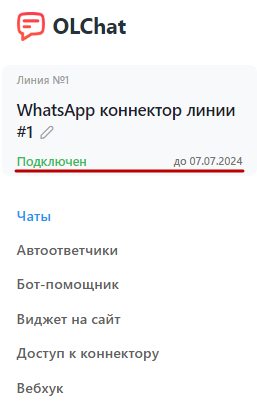 OLChat
Линия №1
WhatsApp коннектор линии
#1
Подключен до 07.07.2024
Чаты
Автоответчики
Бот-помощник
Виджет на сайт
Доступ к коннектору
Вебхук